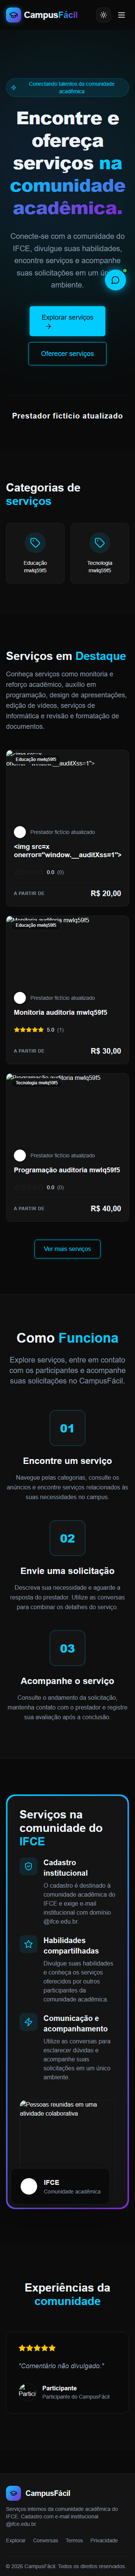 CampusFácil
Conectando talentos da comunidade
acadêmica
Encontre e
ofereça
serviços na
comunidade
acadêmica.
Conecte-se com a comunidade do
IFCE, divulgue suas habilidades,
encontre serviços e acompanhe
suas solicitações em um único
ambiente.
Explorar serviços
→
Oferecer serviços
Prestador fictício atualizado
Categorias de
serviços
Educação
mwlq59f5
Tecnologia
mwlq59f5
Serviços em Destaque
Conheça serviços como monitoria e
reforço acadêmico, auxílio em
programação, design de apresentações,
edição de vídeos, serviços de
informática e revisão e formatação de
documentos.
Educação mwlq59f5
onerror="window.__auditXss=1">
Prestador fictício atualizado
<img src=x
onerror="window.__auditXss=1">
0.0 (0)
A PARTIR DE
R$ 20,00
Monitoria auditoria mwlq59f5
Educação mwlq59f5
Prestador fictício atualizado
Monitoria auditoria mwlq59f5
5.0 (1)
A PARTIR DE
R$ 30,00
Programação auditoria mwlq59f5
Tecnologia mwlq59f5
Prestador fictício atualizado
Programação auditoria mwlq59f5
0.0 (0)
A PARTIR DE
R$ 40,00
Ver mais serviços
Como Funciona
Explore serviços, entre em contato
com os participantes e acompanhe
suas solicitações no CampusFácil.
01
Encontre um serviço
Navegue pelas categorias, consulte os
anúncios e encontre serviços relacionados às
suas necessidades no campus.
02
Envie uma solicitação
Descreva sua necessidade e aguarde a
resposta do prestador. Utilize as conversas
para combinar os detalhes do serviço.
03
Acompanhe o serviço
Consulte o andamento da solicitação,
mantenha contato com o prestador e registre
sua avaliação após a conclusão.
Serviços na
comunidade do
IFCE
Cadastro
institucional
O cadastro é destinado à
comunidade acadêmica do
IFCE e exige e-mail
institucional com domínio
@ifce.edu.br.
Habilidades
compartilhadas
Divulgue suas habilidades
e conheça os serviços
oferecidos por outros
participantes da
comunidade acadêmica.
Comunicação e
acompanhamento
Utilize as conversas para
esclarecer dúvidas e
acompanhe suas
solicitações em um único
ambiente.
Pessoas reunidas em uma
atividade colaborativa
IFCE
Comunidade acadêmica
Experiências da
comunidade
"Comentário não divulgado."
Partici
Participante
Participante do CampusFácil
CampusFácil
Serviços internos da comunidade acadêmica do
IFCE. Cadastro com e-mail institucional
@ifce.edu.br.
Explorar Conversas Termos Privacidade
© 2026 CampusFácil. Todos os direitos reservados.